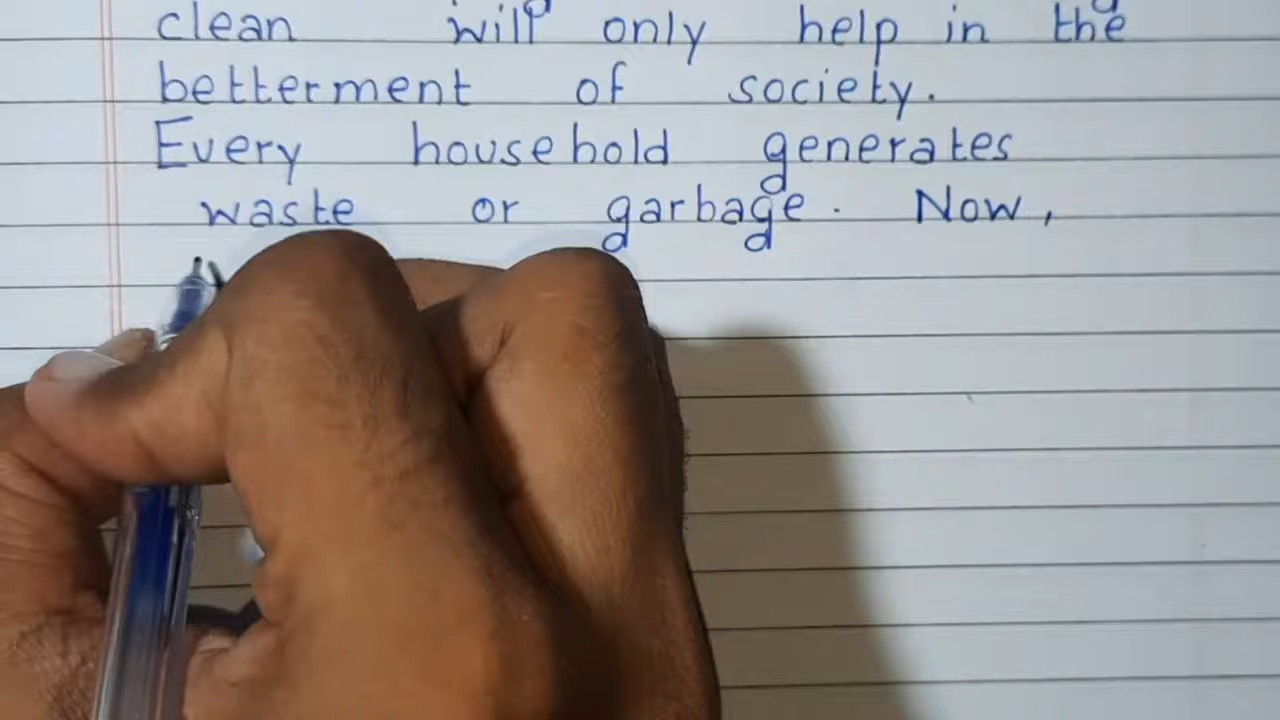 clean will only help in the
betterment of society.
Every household generates
waste or garbage. Now,